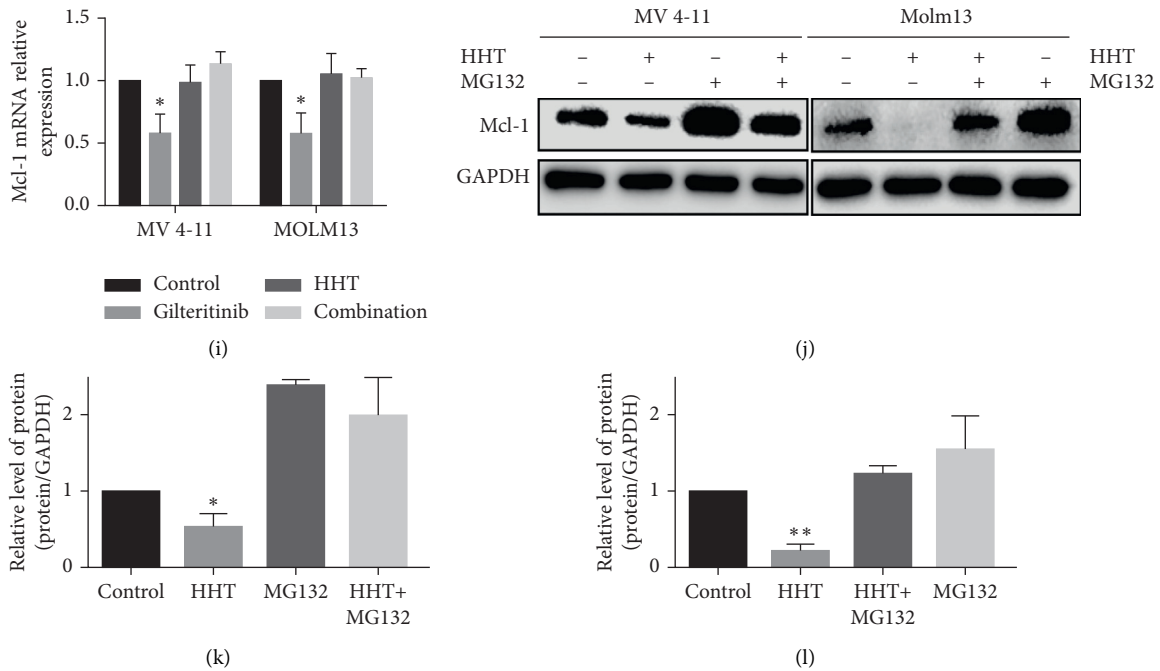 Mcl-1 mRNA relative
expression
1.5
1.0
0.5
0.0
*
*
MV 4-11
MOLM13
Control
HHT
Gilteritinib
Combination
(i)
MV 4-11
Molm13
HHT
– + – +
– + + –
HHT
MG132
– – + +
– – + +
MG132
Mcl-1
GAPDH
(j)
Relative level of protein
(protein/GAPDH)
2
1
0
*
Control
HHT
MG132
HHT+
MG132
(k)
Relative level of protein
(protein/GAPDH)
2
1
0
**
Control
HHT
HHT+
MG132
MG132
(l)